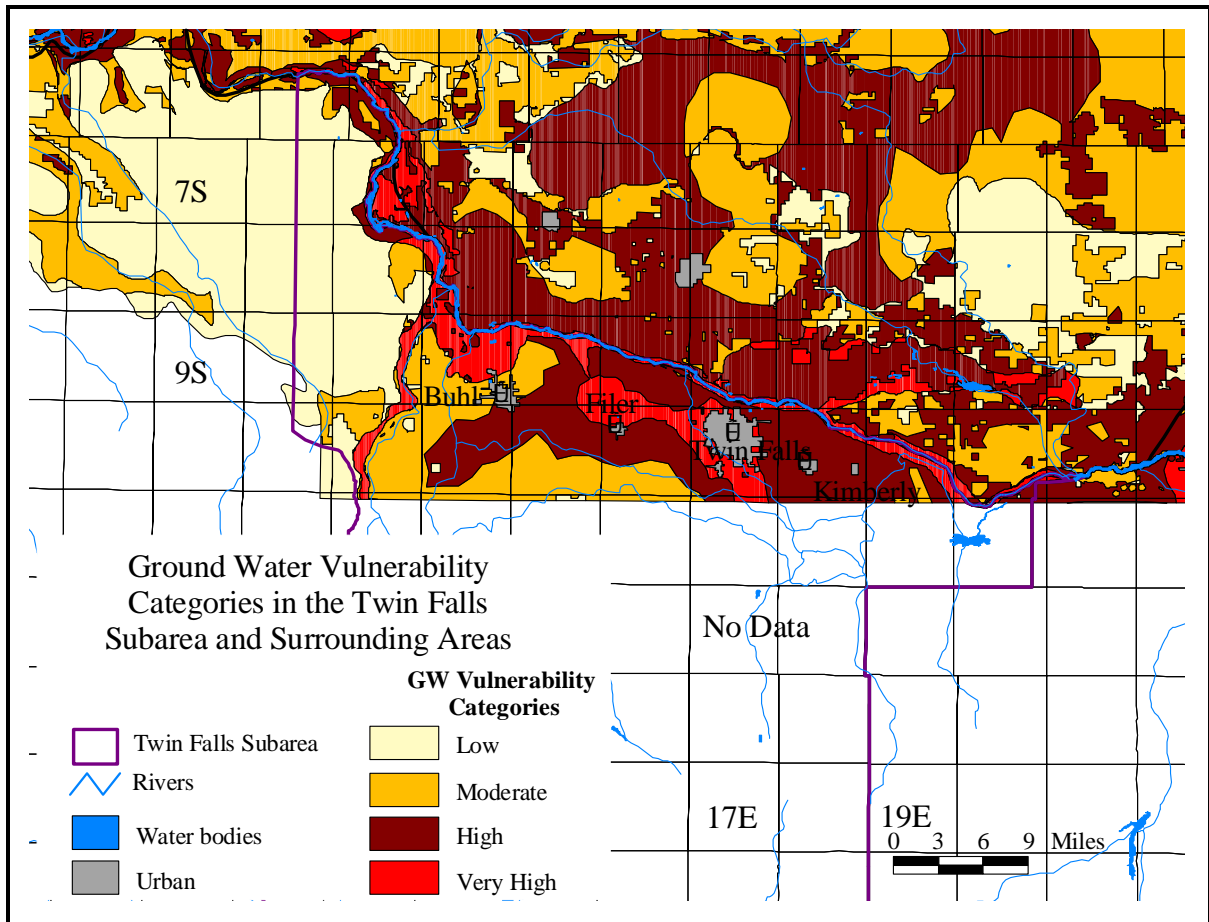 7S
9S
Buhl
Filer
Twin Falls
Kimberly
No Data
17E
19E
Ground Water Vulnerability
Categories in the Twin Falls
Subarea and Surrounding Areas
GW Vulnerability
Categories
Twin Falls Subarea
Rivers
Water bodies
Urban
Low
Moderate
High
Very High
0 3 6 9 Miles